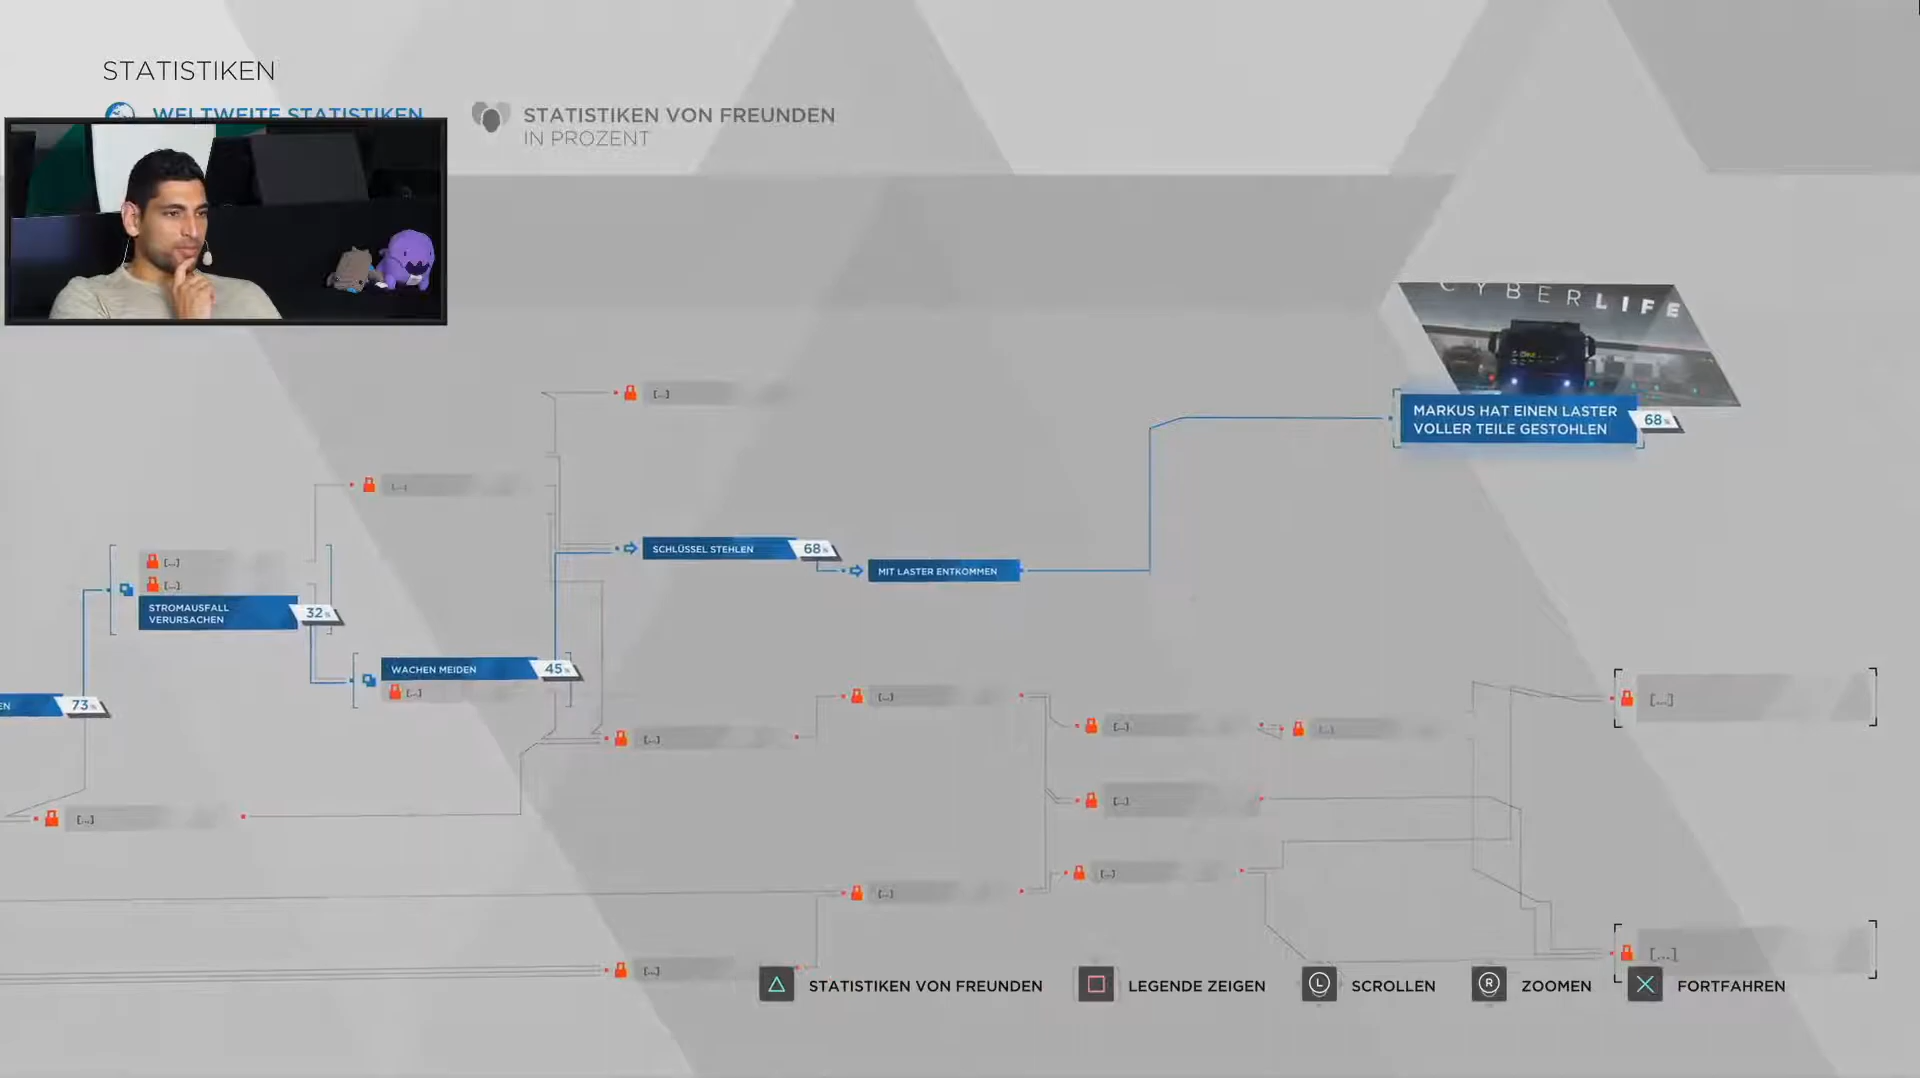 STATISTIKEN
WELTWEITE STATISTIKEN
STATISTIKEN VON FREUNDEN
IN PROZENT
CYBERLIFE
MARKUS HAT EINEN LASTER
VOLLER TEILE GESTOHLEN
68%
[...]
[...]
SCHLÜSSEL STEHLEN 68%
MIT LASTER ENTKOMMEN
[...]
[...]
STROMAUSFALL
VERURSACHEN
32%
WACHEN MEIDEN 45%
[...]
EN 73%
[...]
[...]
[...]
[...]
[...]
[...]
[...]
[...]
[...]
[...]
[...]
[...]
STATISTIKEN VON FREUNDEN
LEGENDE ZEIGEN
L SCROLLEN
R ZOOMEN
FORTFAHREN